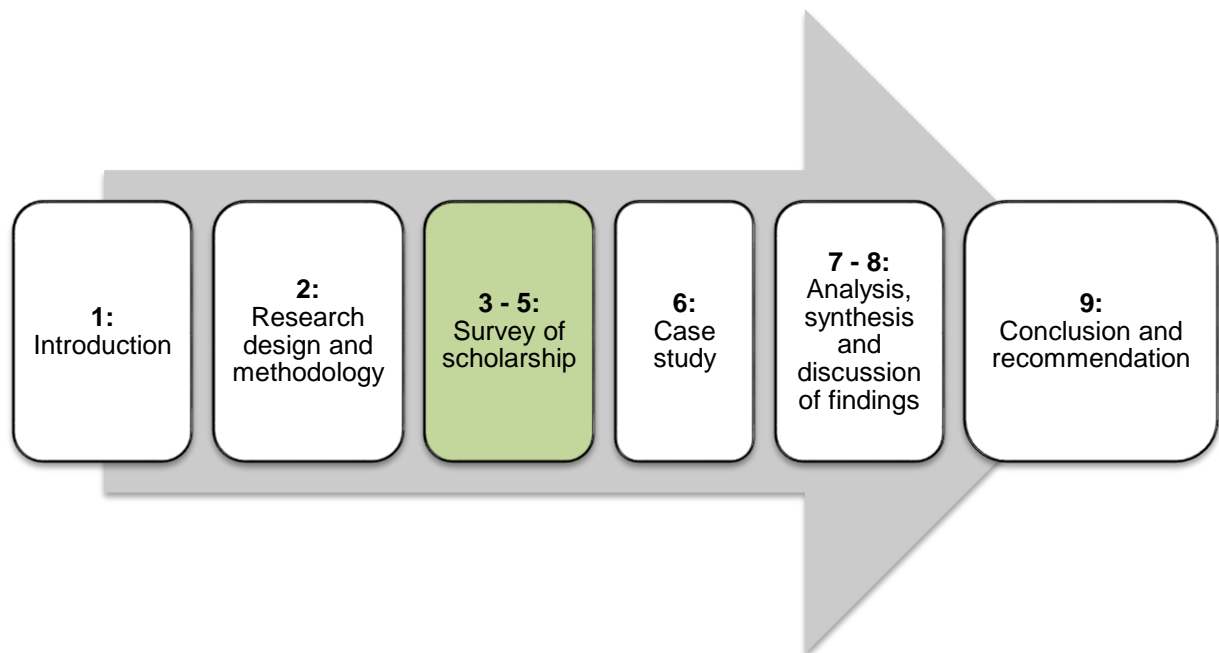 1:
Introduction
2:
Research
design and
methodology
3 - 5:
Survey of
scholarship
6:
Case
study
7 - 8:
Analysis,
synthesis
and
discussion
of findings
9:
Conclusion and
recommendation